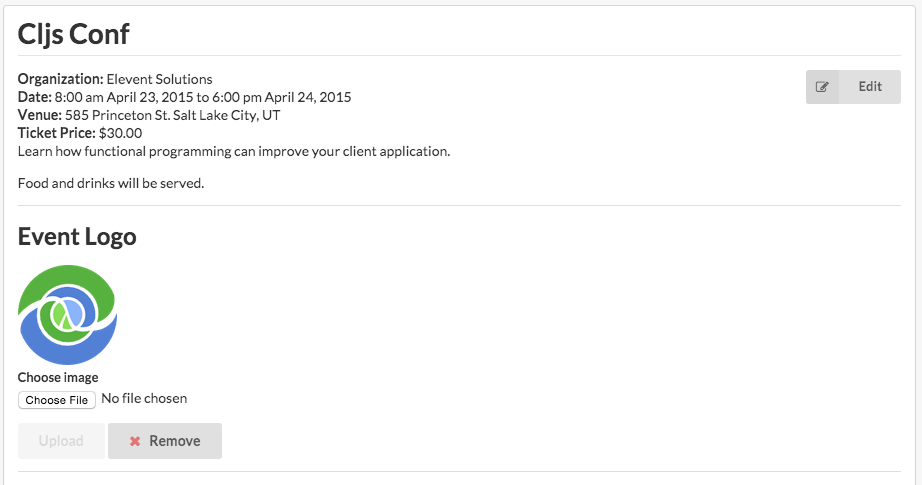 Cljs Conf
Organization: Elevent Solutions
Edit
Date: 8:00 am April 23, 2015 to 6:00 pm April 24, 2015
Venue: 585 Princeton St. Salt Lake City, UT
Ticket Price: $30.00
Learn how functional programming can improve your client application.
Food and drinks will be served.
Event Logo
Choose image
Choose File No file chosen
Upload Remove